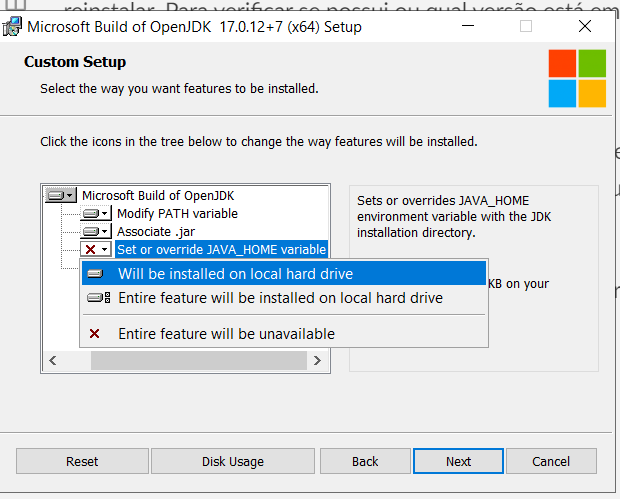 reinstalar. Para verificar se possui ou qual versão está em
Microsoft Build of OpenJDK 17.0.12+7 (x64) Setup
Custom Setup
Select the way you want features to be installed.
Click the icons in the tree below to change the way features will be installed.
Microsoft Build of OpenJDK
Modify PATH variable
Associate .jar
Set or override JAVA_HOME variable
Will be installed on local hard drive
Entire feature will be installed on local hard drive
Entire feature will be unavailable
Sets or overrides JAVA_HOME
environment variable with the JDK
installation directory.
KB on your
Reset
Disk Usage
Back
Next
Cancel